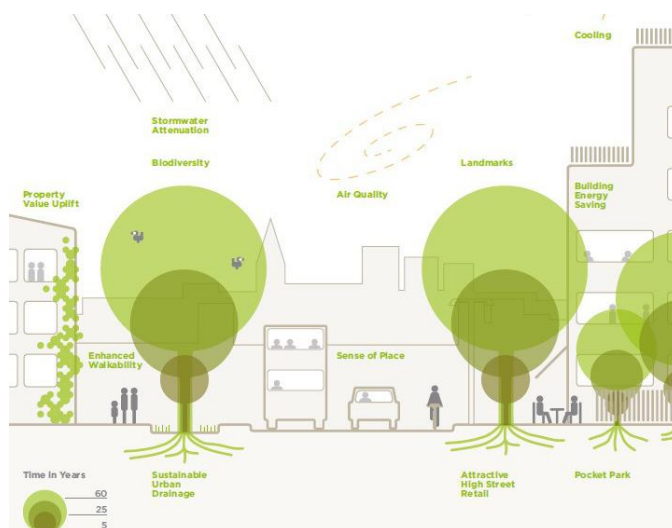 Cooling
Stormwater
Attenuation
Biodiversity
Air Quality
Landmarks
Property
Value Uplift
Building
Energy
Saving
Enhanced
Walkability
Sense of Place
Time in Years
60
25
5
Sustainable
Urban
Drainage
Attractive
High Street
Retail
Pocket Park